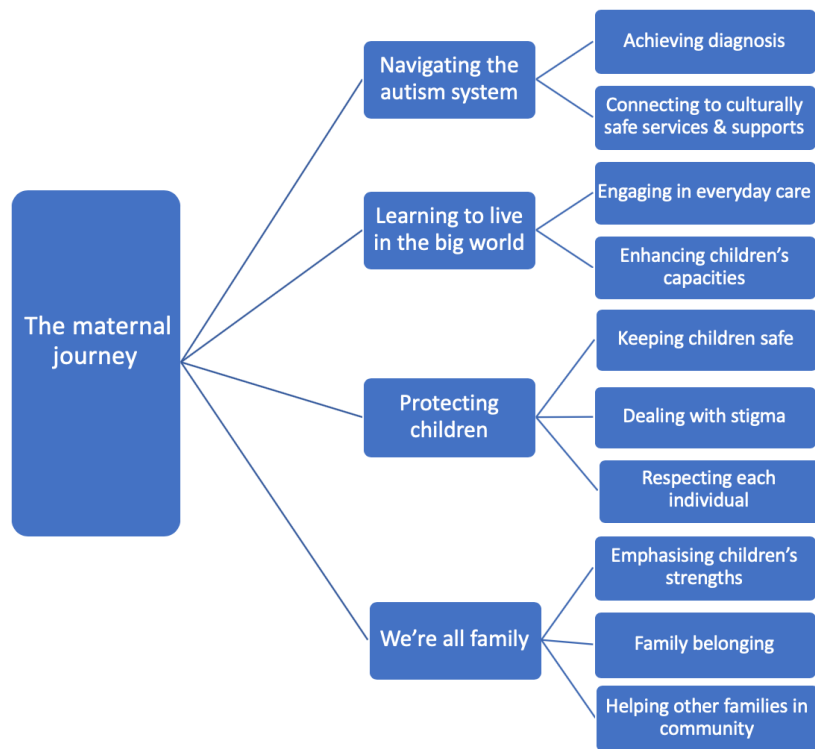 The maternal
journey
Navigating the
autism system
Achieving diagnosis
Connecting to culturally
safe services & supports
Learning to live
in the big world
Engaging in everyday care
Enhancing children’s
capacities
Protecting
children
Keeping children safe
Dealing with stigma
Respecting each
individual
We’re all family
Emphasising children’s
strengths
Family belonging
Helping other families in
community